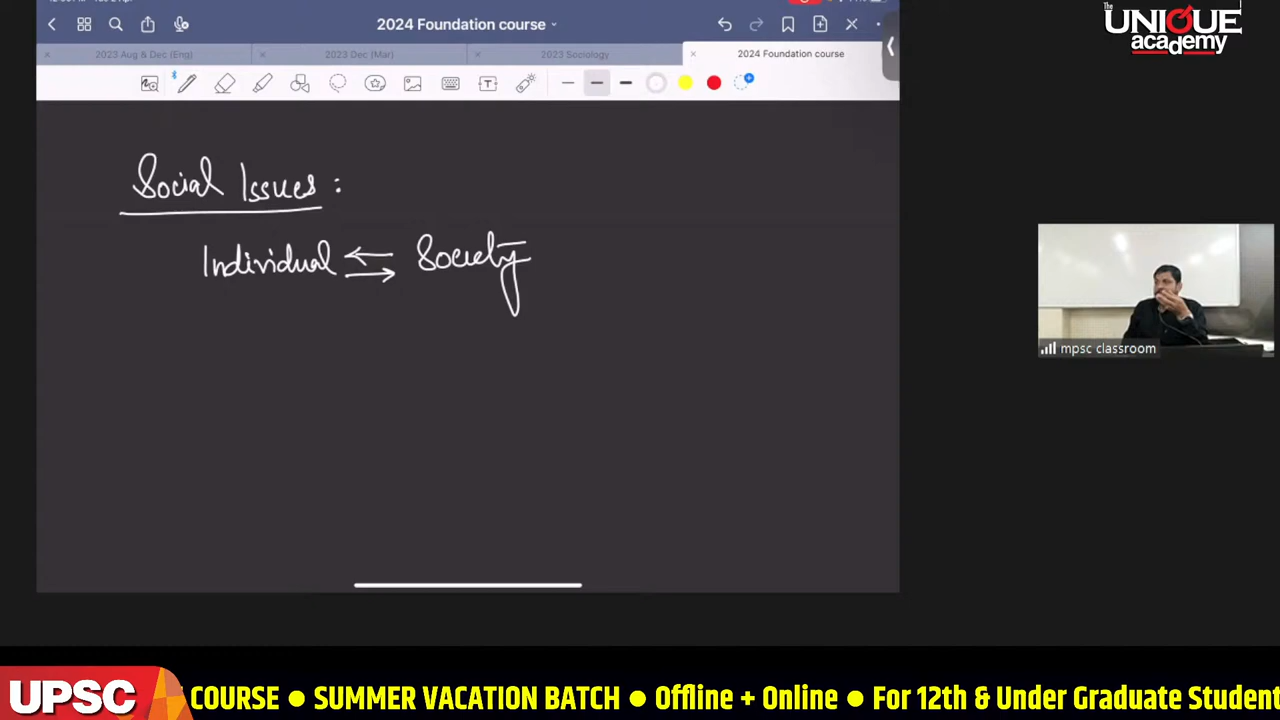 2024 Foundation course
The
UNIQUE
academy
2023 Aug & Dec (Eng)
2023 Dec (Mar)
2023 Sociology
2024 Foundation course
Social Issues :
Individual ⇄ Society
mpsc classroom
UPSC
COURSE ● SUMMER VACATION BATCH ● Offline + Online ● For 12th & Under Graduate Student